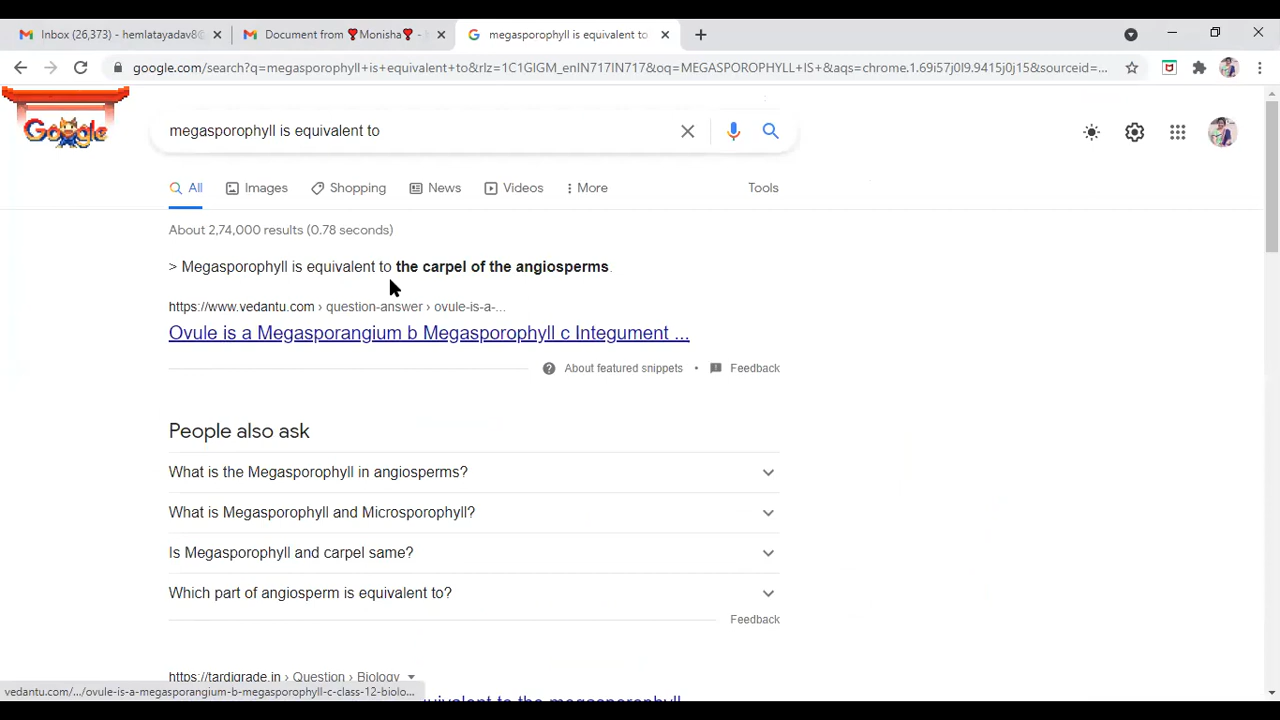 Inbox (26,373) - hemlatayadav8@
Document from ❣Monisha❣ -
megasporophyll is equivalent to
google.com/search?q=megasporophyll+is+equivalent+to&rlz=1C1GIGM_enIN717IN717&oq=MEGASPOROPHYLL+IS+&aqs=chrome.1.69i57j0l9.9415j0j15&sourceid=...
Google
megasporophyll is equivalent to
All Images Shopping News Videos More Tools
About 2,74,000 results (0.78 seconds)
> Megasporophyll is equivalent to the carpel of the angiosperms.
https://www.vedantu.com › question-answer › ovule-is-a-...
Ovule is a Megasporangium b Megasporophyll c Integument ...
About featured snippets • Feedback
People also ask
What is the Megasporophyll in angiosperms?
What is Megasporophyll and Microsporophyll?
Is Megasporophyll and carpel same?
Which part of angiosperm is equivalent to?
Feedback
https://tardigrade.in › Question › Biology
equivalent to the megasporophyll
vedantu.com/.../ovule-is-a-megasporangium-b-megasporophyll-c-class-12-biolo...